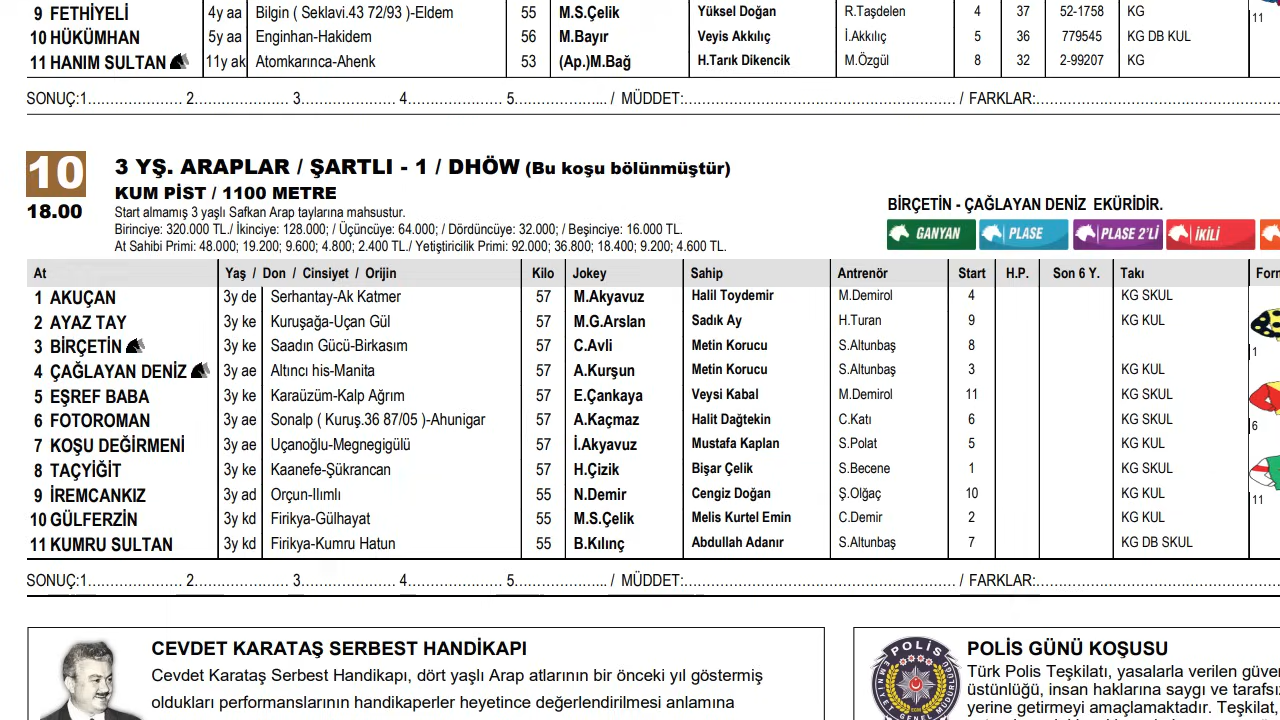 9 FETHİYELİ 4y aa Bilgin ( Seklavi.43 72/93 )-Eldem 55 M.S.Çelik Yüksel Doğan R.Taşdelen 4 37 52-1758 KG
10 HÜKÜMHAN 5y aa Enginhan-Hakidem 56 M.Bayır Veyis Akkılıç İ.Akkılıç 5 36 779545 KG DB KUL
11 HANIM SULTAN 11y ak Atomkarınca-Ahenk 53 (Ap.)M.Bağ H.Tarık Dikencik M.Özgül 8 32 2-99207 KG
11
SONUÇ:1........................ 2........................ 3........................ 4........................ 5........................ / MÜDDET:........................ / FARKLAR:........................
10
18.00
3 YŞ. ARAPLAR / ŞARTLI - 1 / DHÖW (Bu koşu bölünmüştür)
KUM PİST / 1100 METRE
Start almamış 3 yaşlı Safkan Arap taylarına mahsustur.
Birinciye: 320.000 TL./ İkinciye: 128.000; / Üçüncüye: 64.000; / Dördüncüye: 32.000; / Beşinciye: 16.000 TL.
At Sahibi Primi: 48.000; 19.200; 9.600; 4.800; 2.400 TL./ Yetiştiricilik Primi: 92.000; 36.800; 18.400; 9.200; 4.600 TL.
BİRÇETİN - ÇAĞLAYAN DENİZ EKÜRİDİR.
GANYAN PLASE PLASE 2'Lİ İKİLİ
At Yaş / Don / Cinsiyet / Orijin Kilo Jokey Sahip Antrenör Start H.P. Son 6 Y. Takı Form
1 AKUÇAN 3y de Serhantay-Ak Katmer 57 M.Akyavuz Halil Toydemir M.Demirol 4 KG SKUL
2 AYAZ TAY 3y ke Kuruşağa-Uçan Gül 57 M.G.Arslan Sadık Ay H.Turan 9 KG KUL
3 BİRÇETİN 3y ke Saadın Gücü-Birkasım 57 C.Avli Metin Korucu S.Altunbaş 8
1
4 ÇAĞLAYAN DENİZ 3y ae Altıncı his-Manita 57 A.Kurşun Metin Korucu S.Altunbaş 3 KG KUL
5 EŞREF BABA 3y ke Karaüzüm-Kalp Ağrım 57 E.Çankaya Veysi Kabal M.Demirol 11 KG SKUL
6 FOTOROMAN 3y ae Sonalp ( Kuruş.36 87/05 )-Ahunigar 57 A.Kaçmaz Halit Dağtekin C.Katı 6 KG SKUL
6
7 KOŞU DEĞİRMENİ 3y ae Uçanoğlu-Megnegigülü 57 İ.Akyavuz Mustafa Kaplan S.Polat 5 KG KUL
8 TAÇYİĞİT 3y ke Kaanefe-Şükrancan 57 H.Çizik Bişar Çelik S.Becene 1 KG SKUL
9 İREMCANKIZ 3y ad Orçun-Ilımlı 55 N.Demir Cengiz Doğan Ş.Olğaç 10 KG KUL
11
10 GÜLFERZİN 3y kd Firikya-Gülhayat 55 M.S.Çelik Melis Kurtel Emin C.Demir 2 KG KUL
11 KUMRU SULTAN 3y kd Firikya-Kumru Hatun 55 B.Kılınç Abdullah Adanır S.Altunbaş 7 KG DB SKUL
SONUÇ:1........................ 2........................ 3........................ 4........................ 5........................ / MÜDDET:........................ / FARKLAR:........................
CEVDET KARATAŞ SERBEST HANDİKAPI
Cevdet Karataş Serbest Handikapı, dört yaşlı Arap atlarının bir önceki yıl göstermiş
oldukları performanslarının handikaperler heyetince değerlendirilmesi anlamına
POLİS
EMNİYET GENEL MÜDÜRLÜĞÜ
EGM
POLİS GÜNÜ KOŞUSU
Türk Polis Teşkilatı, yasalarla verilen güven
üstünlüğü, insan haklarına saygı ve tarafsız
yerine getirmeyi amaçlamaktadır. Teşkilat,